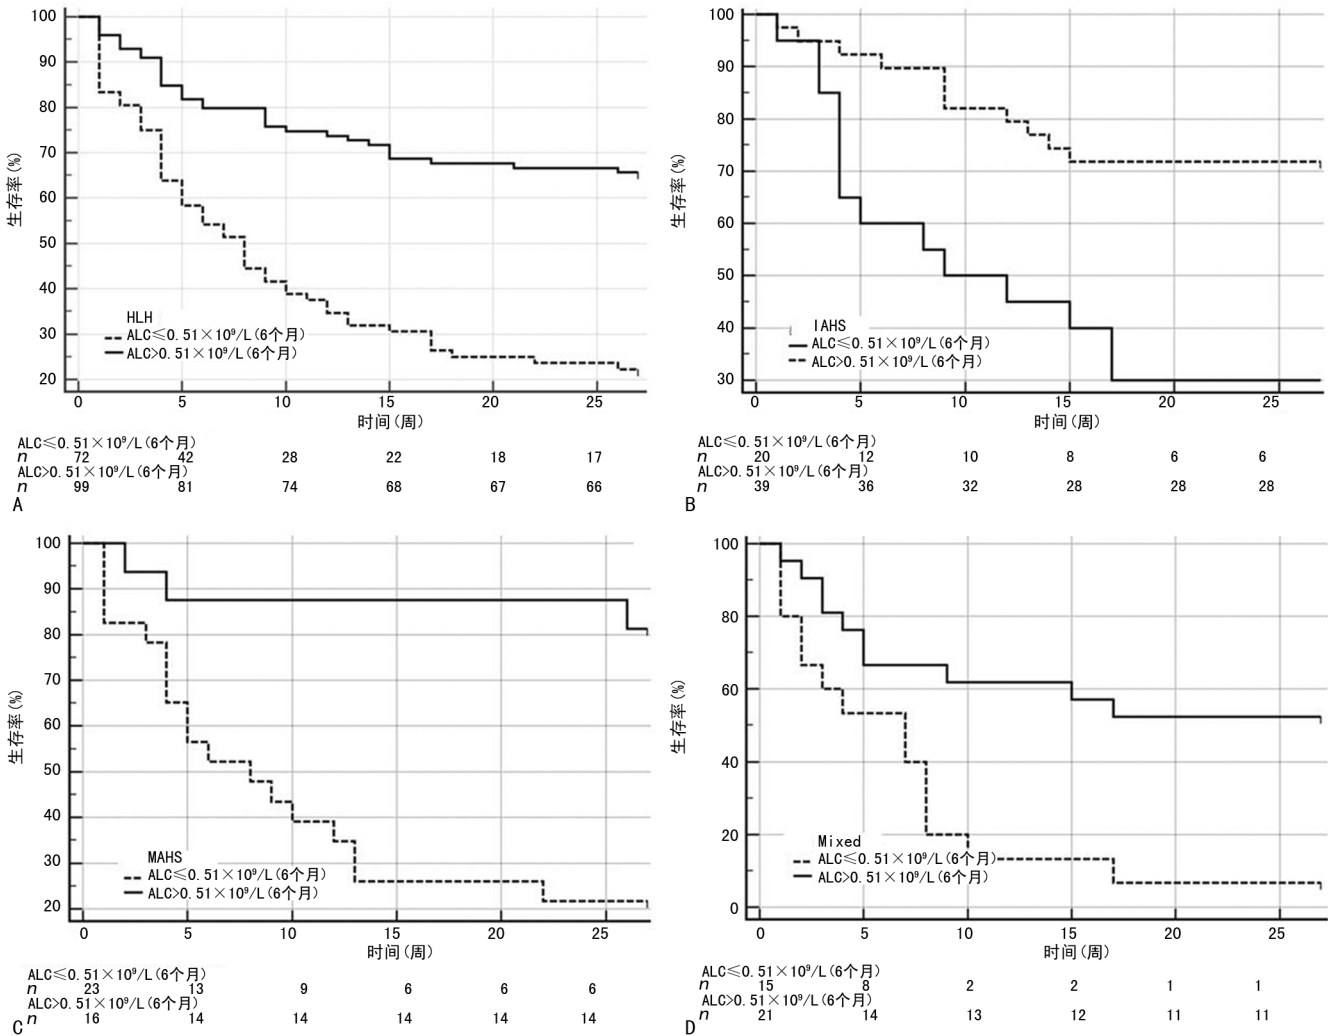 100
90
80
70
60
50
40
30
20
生存率(%)
HLH
ALC≤0.51×10⁹/L(6个月)
ALC>0.51×10⁹/L(6个月)
0 5 10 15 20 25
时间(周)
ALC≤0.51×10⁹/L(6个月)
n 72 42 28 22 18 17
ALC>0.51×10⁹/L(6个月)
n 99 81 74 68 67 66
A
100
90
80
70
60
50
40
30
生存率(%)
IAHS
ALC≤0.51×10⁹/L(6个月)
ALC>0.51×10⁹/L(6个月)
0 5 10 15 20 25
时间(周)
ALC≤0.51×10⁹/L(6个月)
n 20 12 10 8 6 6
ALC>0.51×10⁹/L(6个月)
n 39 36 32 28 28 28
B
100
90
80
70
60
50
40
30
20
生存率(%)
MAHS
ALC≤0.51×10⁹/L(6个月)
ALC>0.51×10⁹/L(6个月)
0 5 10 15 20 25
时间(周)
ALC≤0.51×10⁹/L(6个月)
n 23 13 9 6 6 6
ALC>0.51×10⁹/L(6个月)
n 16 14 14 14 14 14
C
100
80
60
40
20
0
生存率(%)
Mixed
ALC≤0.51×10⁹/L(6个月)
ALC>0.51×10⁹/L(6个月)
0 5 10 15 20 25
时间(周)
ALC≤0.51×10⁹/L(6个月)
n 15 8 2 2 1 1
ALC>0.51×10⁹/L(6个月)
n 21 14 13 12 11 11
D